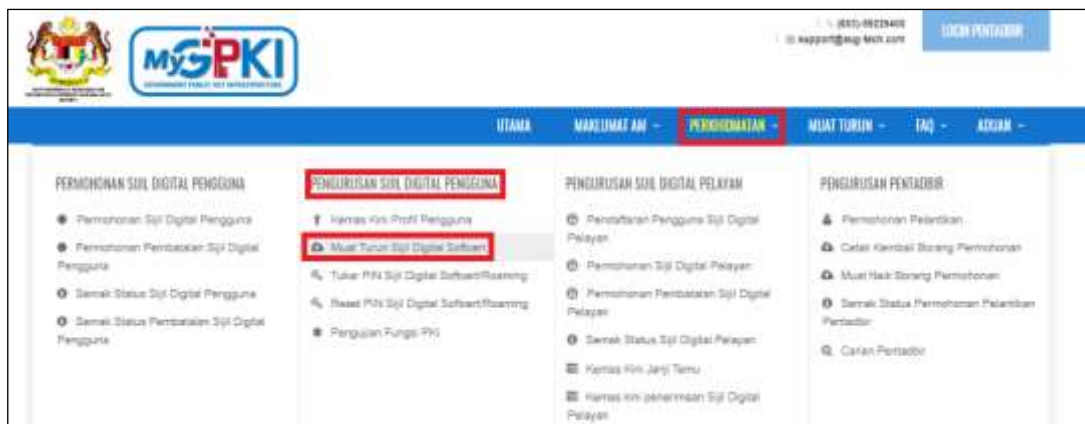 MySPKI
GOVERNMENT PUBLIC KEY INFRASTRUCTURE
LOGIN PENTADBIR
UTAMA
MAKLUMAT AM
PERKHIDMATAN
MUAT TURUN
FAQ
ADUAN
PERMOHONAN SIJIL DIGITAL PENGGUNA
Permohonan Sijil Digital Pengguna
Permohonan Pembatalan Sijil Digital
Pengguna
Semak Status Sijil Digital Pengguna
Semak Status Pembatalan Sijil Digital
Pengguna
PENGURUSAN SIJIL DIGITAL PENGGUNA
Kemas Kini Profil Pengguna
Muat Turun Sijil Digital Softcert
Tukar PIN Sijil Digital Softcert/Roaming
Reset PIN Sijil Digital Softcert/Roaming
Pengujian Fungsi PKI
PENGURUSAN SIJIL DIGITAL PELAYAN
Pendaftaran Pengguna Sijil Digital
Pelayan
Permohonan Sijil Digital Pelayan
Permohonan Pembatalan Sijil Digital
Pelayan
Semak Status Sijil Digital Pelayan
Kemas Kini Janji Temu
Kemas kini penerimaan Sijil Digital
Pelayan
PENGURUSAN PENTADBIR
Permohonan Pelantikan
Cetak Kembali Borang Permohonan
Muat Naik Borang Permohonan
Semak Status Permohonan Pelantikan
Pentadbir
Carian Pentadbir